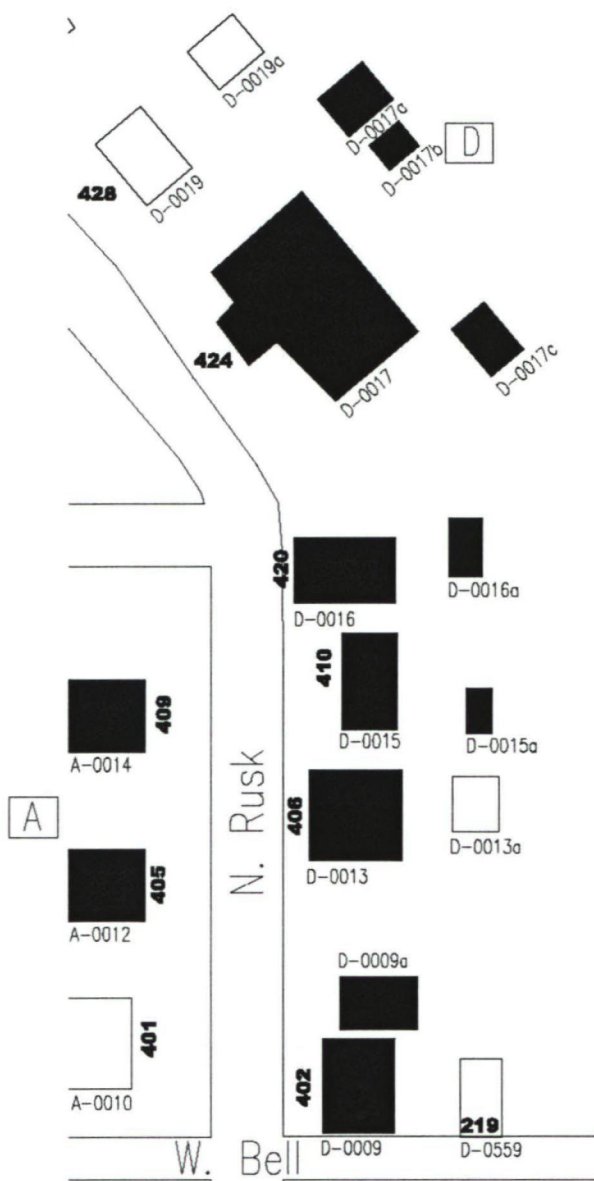 D-0019a
D-0017a
D
D-0017b
428
D-0019
424
D-0017
D-0017c
420
D-0016
D-0016a
410
D-0015
D-0015a
409
A-0014
N. Rusk
A
406
D-0013
D-0013a
405
A-0012
D-0009a
401
A-0010
402
D-0009
219
D-0559
W. Bell